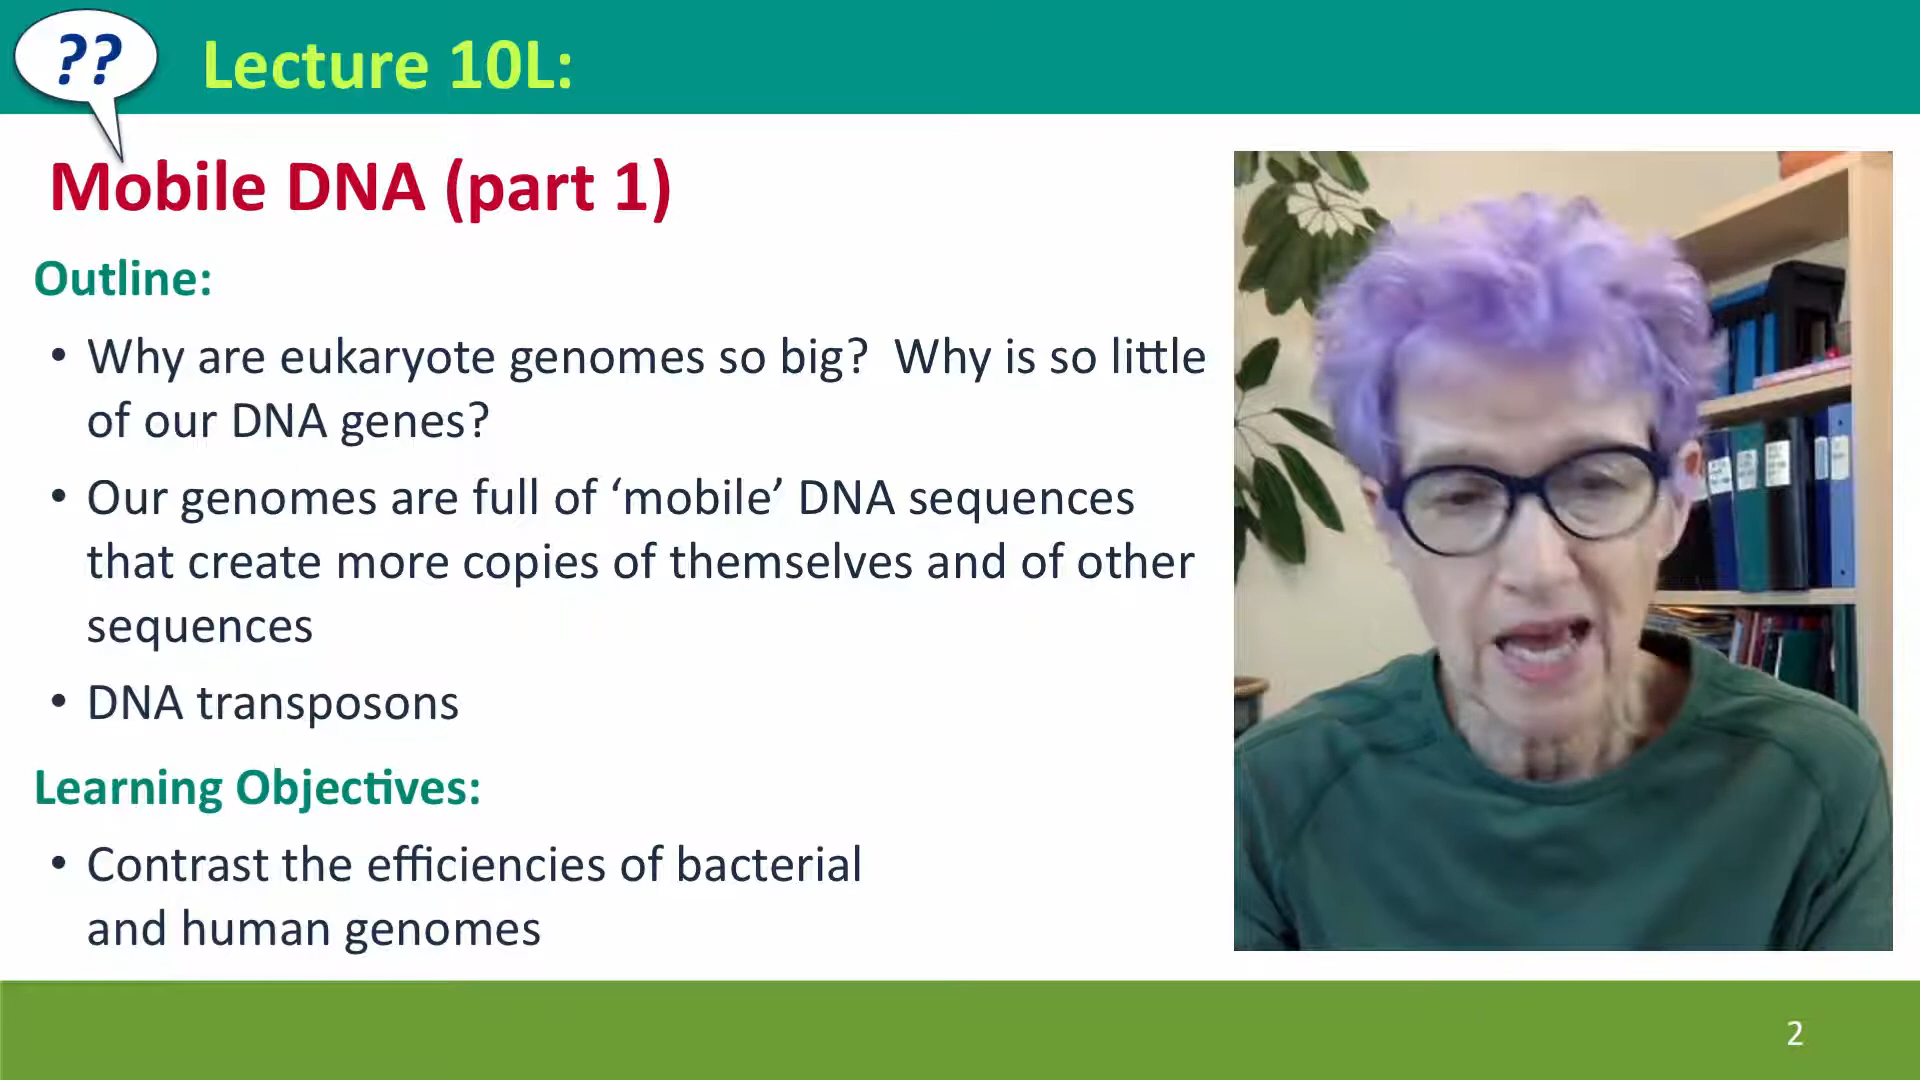 ??
Lecture 10L:
Mobile DNA (part 1)
Outline:
• Why are eukaryote genomes so big?  Why is so little
of our DNA genes?
• Our genomes are full of ‘mobile’ DNA sequences
that create more copies of themselves and of other
sequences
• DNA transposons
Learning Objectives:
• Contrast the efficiencies of bacterial
and human genomes
2